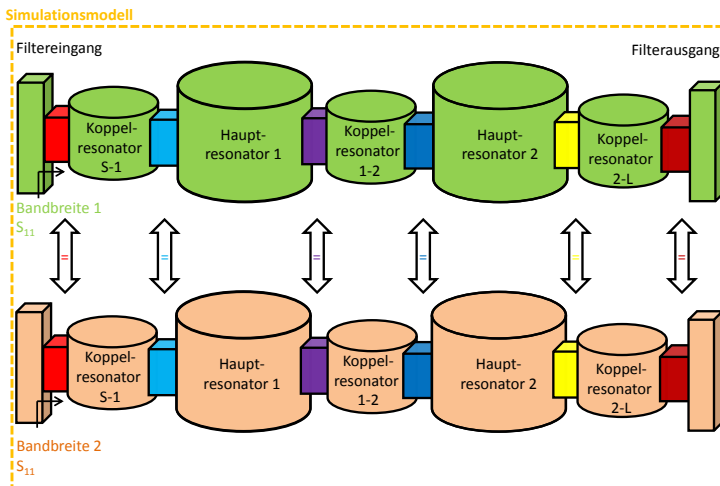 Simulationsmodell
Filtereingang
Filterausgang
Koppel-
resonator
S-1
Haupt-
resonator 1
Koppel-
resonator
1-2
Haupt-
resonator 2
Koppel-
resonator
2-L
Bandbreite 1
S11
=
=
=
=
=
=
Koppel-
resonator
S-1
Haupt-
resonator 1
Koppel-
resonator
1-2
Haupt-
resonator 2
Koppel-
resonator
2-L
Bandbreite 2
S11